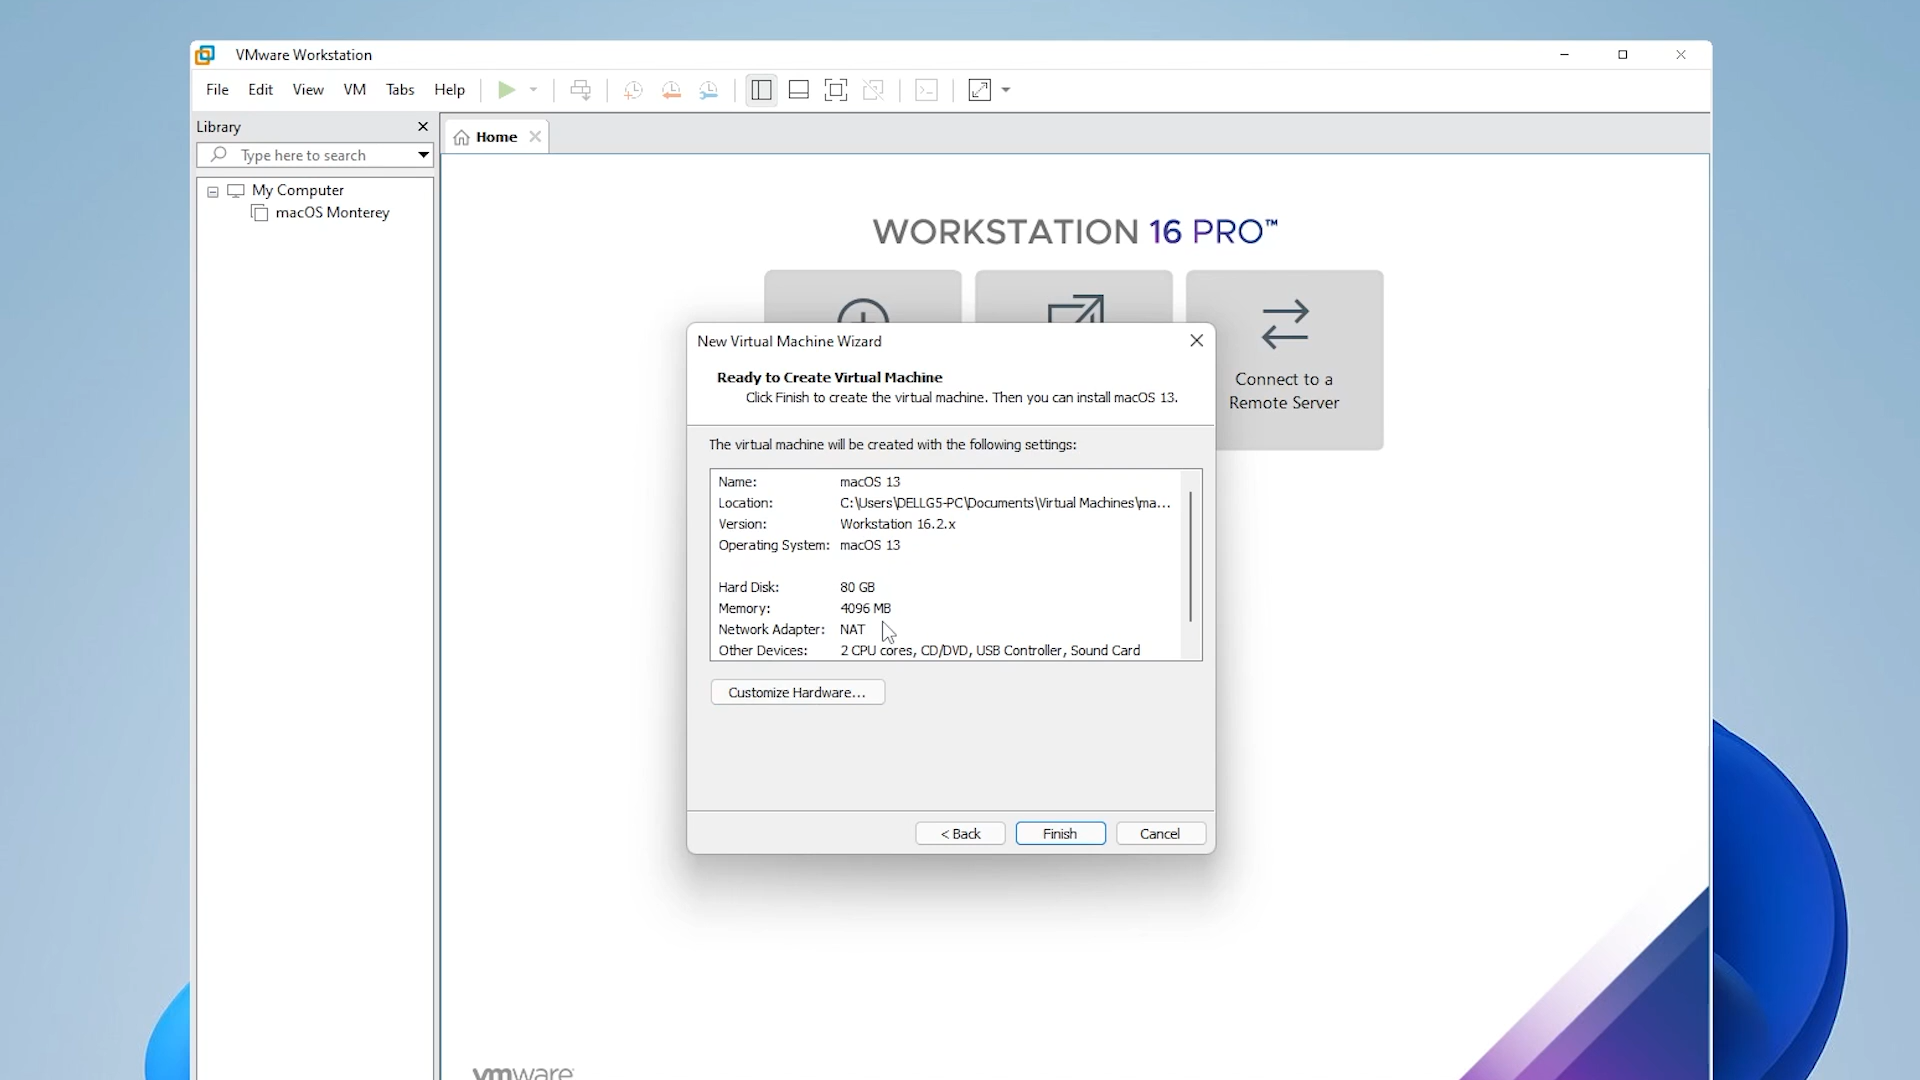 VMware Workstation
File Edit View VM Tabs Help
Library
Home
Type here to search
My Computer
macOS Monterey
WORKSTATION 16 PRO™
Connect to a
Remote Server
New Virtual Machine Wizard
Ready to Create Virtual Machine
Click Finish to create the virtual machine. Then you can install macOS 13.
The virtual machine will be created with the following settings:
Name: macOS 13
Location: C:\Users\DELLG5-PC\Documents\Virtual Machines\ma...
Version: Workstation 16.2.x
Operating System: macOS 13
Hard Disk: 80 GB
Memory: 4096 MB
Network Adapter: NAT
Other Devices: 2 CPU cores, CD/DVD, USB Controller, Sound Card
Customize Hardware...
< Back Finish Cancel
vmware